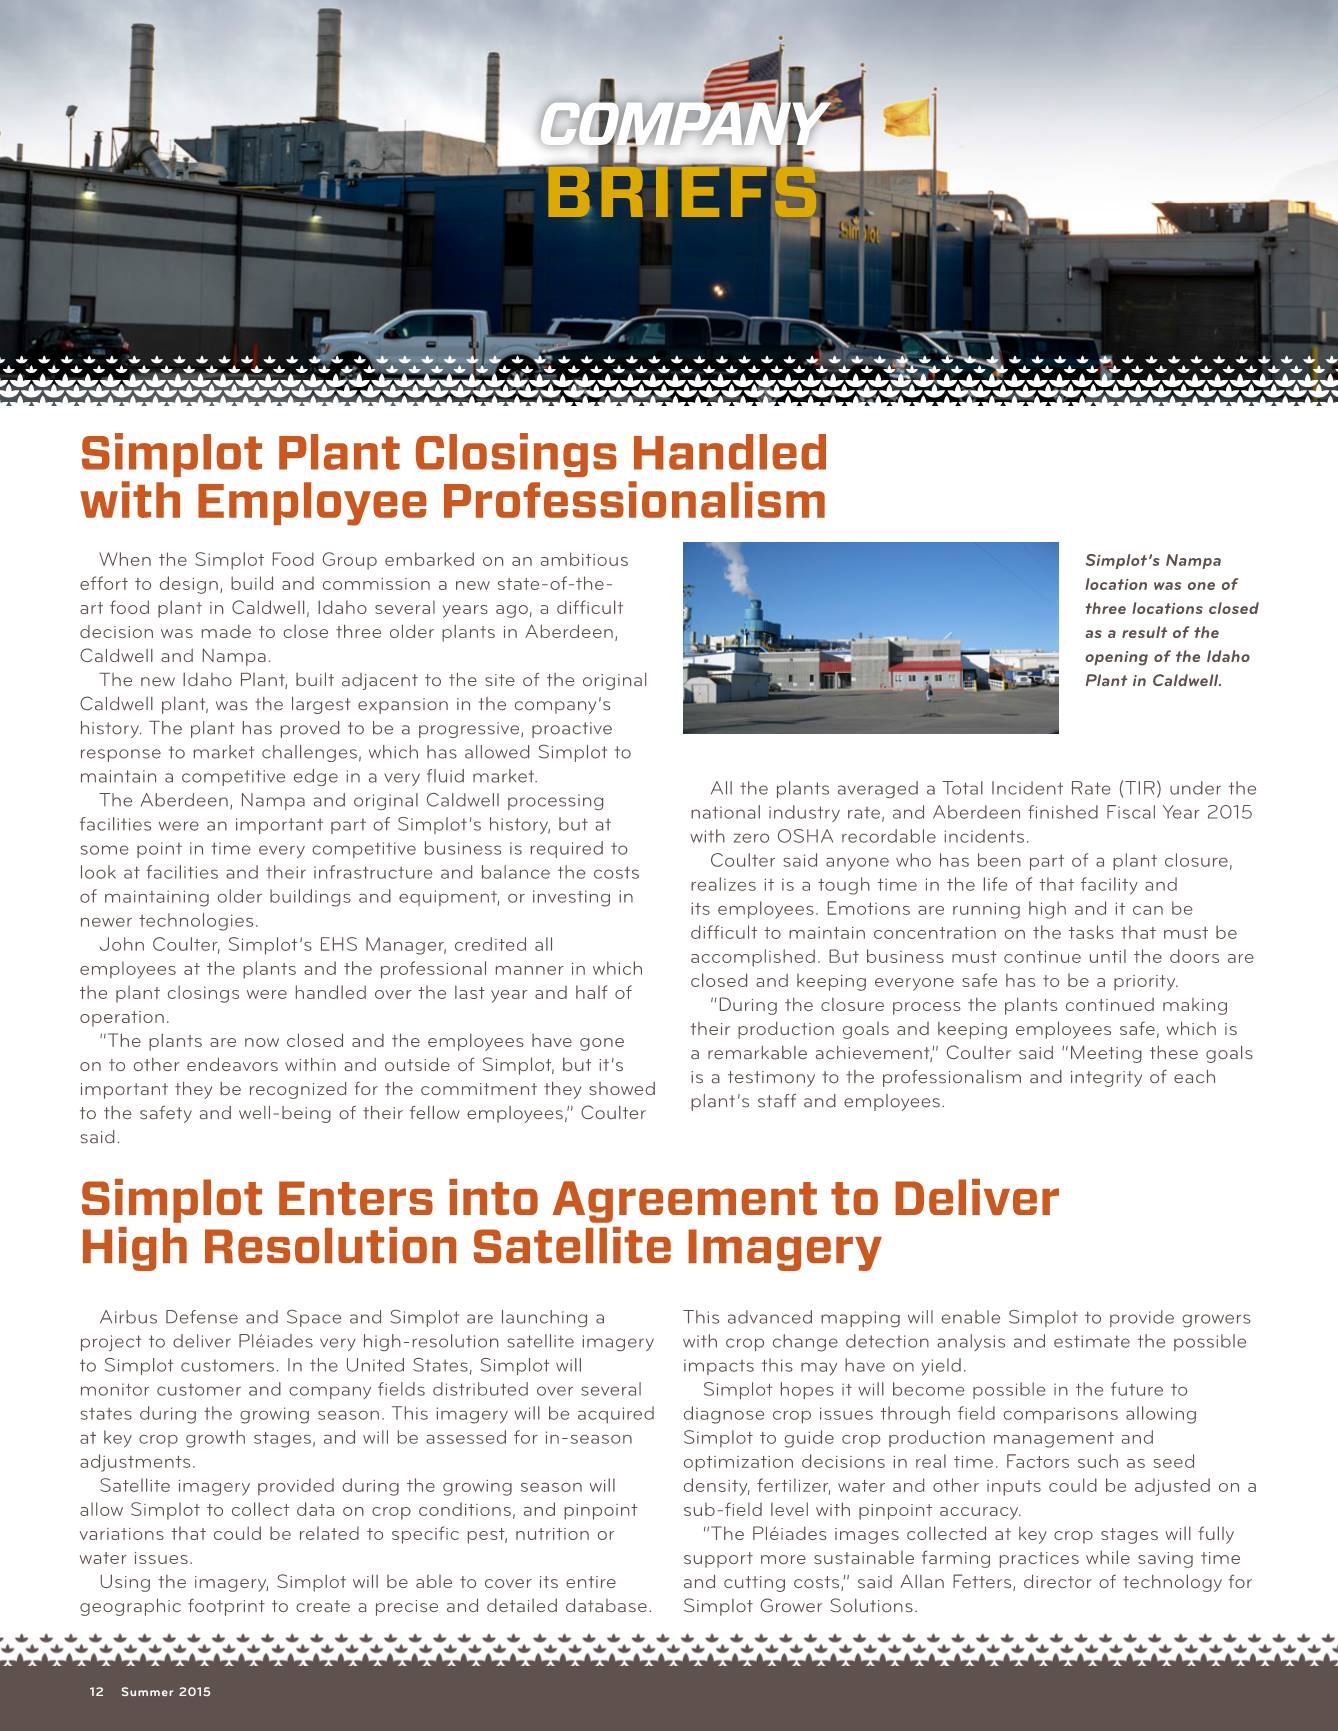 COMPANY
BRIEFS
Simplot
Simplot Plant Closings Handled
with Employee Professionalism
When the Simplot Food Group embarked on an ambitious
effort to design, build and commission a new state-of-the-
art food plant in Caldwell, Idaho several years ago, a difficult
decision was made to close three older plants in Aberdeen,
Caldwell and Nampa.
The new Idaho Plant, built adjacent to the site of the original
Caldwell plant, was the largest expansion in the company's
history. The plant has proved to be a progressive, proactive
response to market challenges, which has allowed Simplot to
maintain a competitive edge in a very fluid market.
The Aberdeen, Nampa and original Caldwell processing
facilities were an important part of Simplot's history, but at
some point in time every competitive business is required to
look at facilities and their infrastructure and balance the costs
of maintaining older buildings and equipment, or investing in
newer technologies.
John Coulter, Simplot's EHS Manager, credited all
employees at the plants and the professional manner in which
the plant closings were handled over the last year and half of
operation.
"The plants are now closed and the employees have gone
on to other endeavors within and outside of Simplot, but it's
important they be recognized for the commitment they showed
to the safety and well-being of their fellow employees," Coulter
said.
Simplot's Nampa
location was one of
three locations closed
as a result of the
opening of the Idaho
Plant in Caldwell.
All the plants averaged a Total Incident Rate (TIR) under the
national industry rate, and Aberdeen finished Fiscal Year 2015
with zero OSHA recordable incidents.
Coulter said anyone who has been part of a plant closure,
realizes it is a tough time in the life of that facility and
its employees. Emotions are running high and it can be
difficult to maintain concentration on the tasks that must be
accomplished. But business must continue until the doors are
closed and keeping everyone safe has to be a priority.
"During the closure process the plants continued making
their production goals and keeping employees safe, which is
a remarkable achievement," Coulter said "Meeting these goals
is a testimony to the professionalism and integrity of each
plant's staff and employees.
Simplot Enters into Agreement to Deliver
High Resolution Satellite Imagery
Airbus Defense and Space and Simplot are launching a
project to deliver Pléiades very high-resolution satellite imagery
to Simplot customers. In the United States, Simplot will
monitor customer and company fields distributed over several
states during the growing season. This imagery will be acquired
at key crop growth stages, and will be assessed for in-season
adjustments.
Satellite imagery provided during the growing season will
allow Simplot to collect data on crop conditions, and pinpoint
variations that could be related to specific pest, nutrition or
water issues.
Using the imagery, Simplot will be able to cover its entire
geographic footprint to create a precise and detailed database.
This advanced mapping will enable Simplot to provide growers
with crop change detection analysis and estimate the possible
impacts this may have on yield.
Simplot hopes it will become possible in the future to
diagnose crop issues through field comparisons allowing
Simplot to guide crop production management and
optimization decisions in real time. Factors such as seed
density, fertilizer, water and other inputs could be adjusted on a
sub-field level with pinpoint accuracy.
"The Pléiades images collected at key crop stages will fully
support more sustainable farming practices while saving time
and cutting costs," said Allan Fetters, director of technology for
Simplot Grower Solutions.
12 Summer 2015